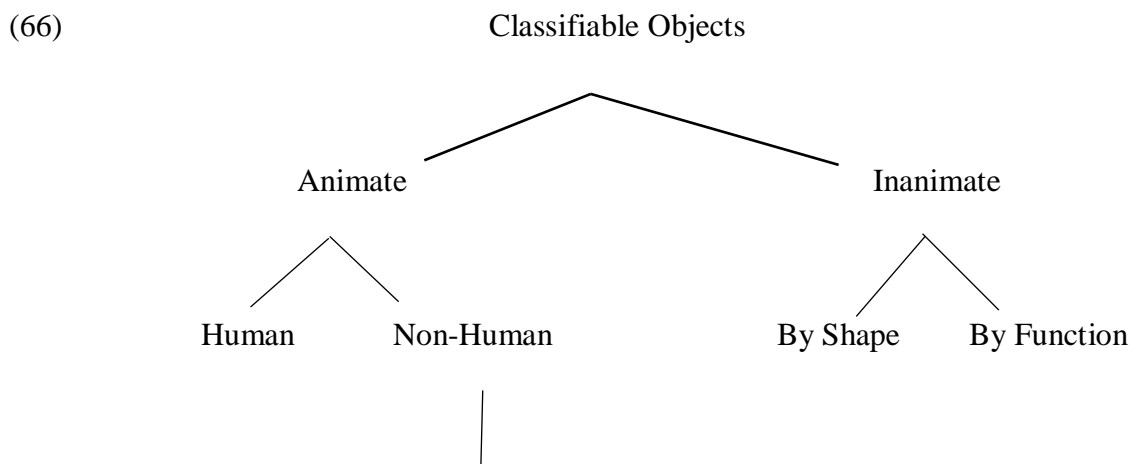 (66) Classifiable Objects
Animate Inanimate
Human Non-Human By Shape By Function